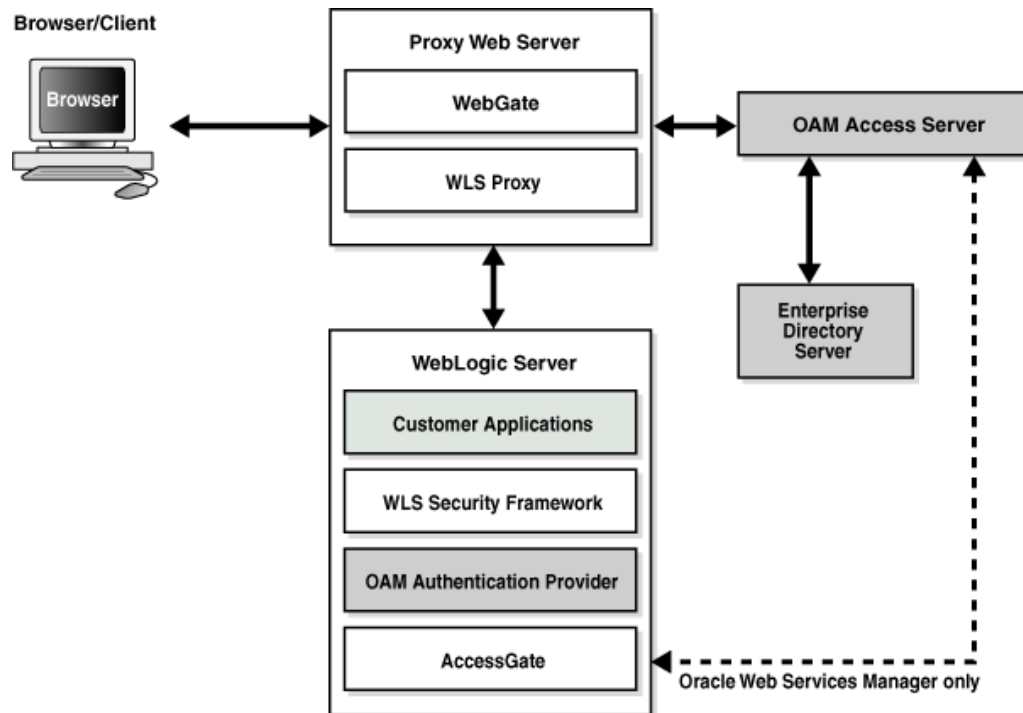 Browser/Client
Browser
Proxy Web Server
WebGate
WLS Proxy
OAM Access Server
Enterprise
Directory
Server
WebLogic Server
Customer Applications
WLS Security Framework
OAM Authentication Provider
AccessGate
Oracle Web Services Manager only